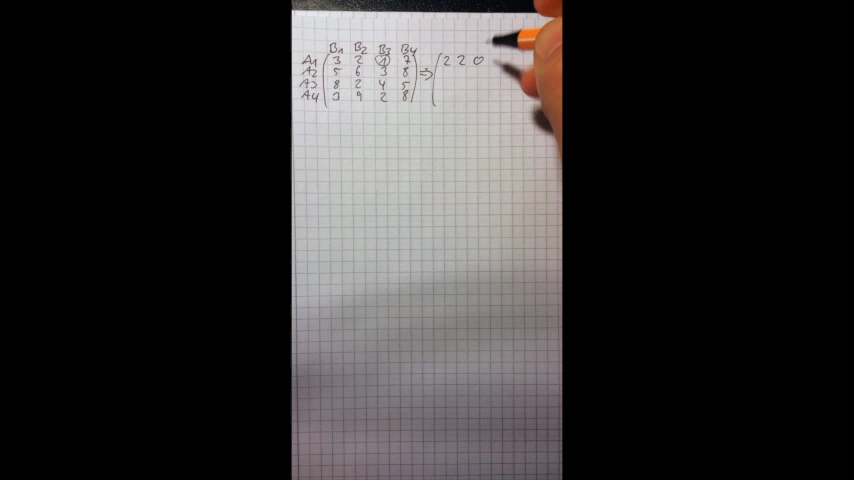 B1 B2 B3 B4
A1 ( 3 2 1 7 ) ⇒ ( 2 2 0
A2 5 6 3 8
A3 8 2 4 5
A4 3 9 2 8